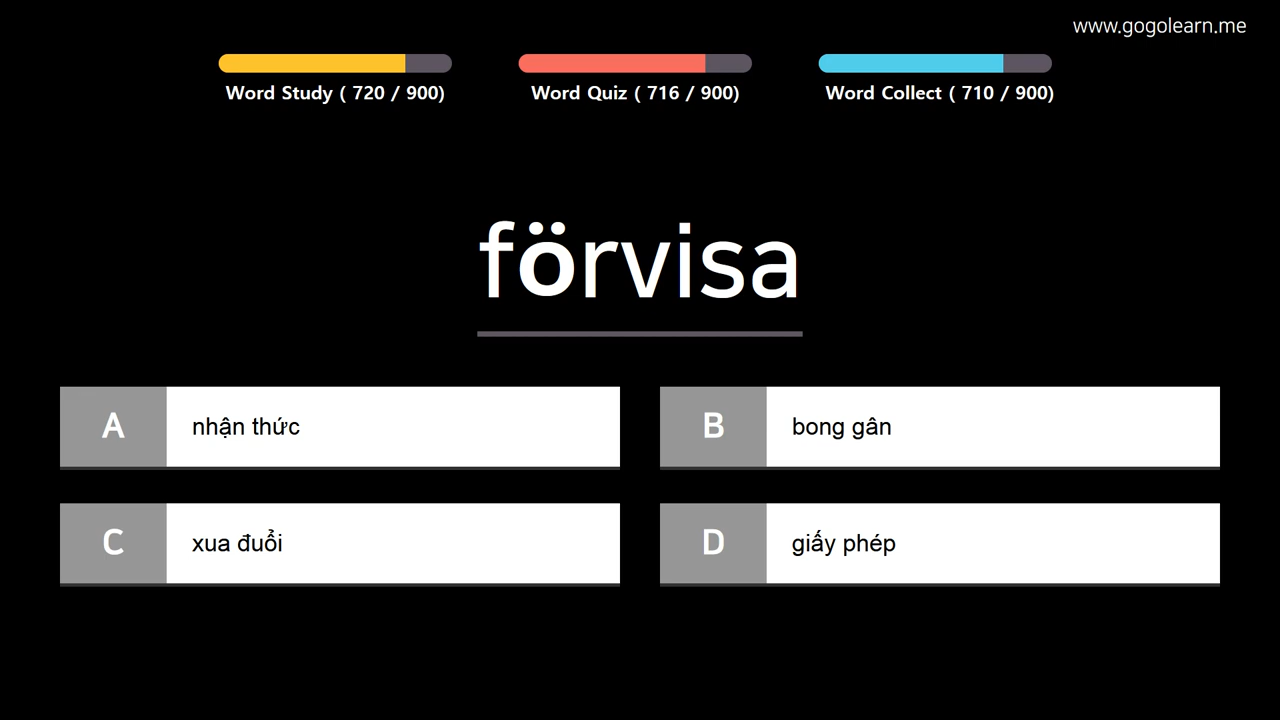 www.gogolearn.me
Word Study ( 720 / 900)
Word Quiz ( 716 / 900)
Word Collect ( 710 / 900)
förvisa
A nhận thức
B bong gân
C xua đuổi
D giấy phép